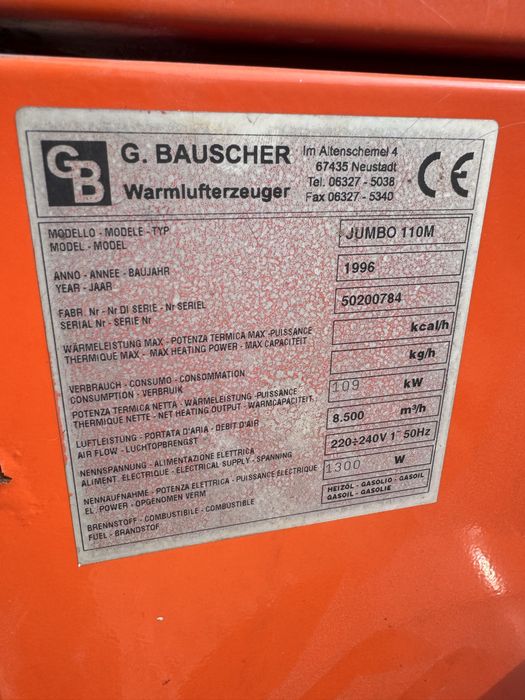 GB
G. BAUSCHER
Warmlufterzeuger
Im Altenschemel 4
67435 Neustadt
Tel. 06327 - 5038
Fax 06327 - 5340
CE
MODELLO - MODELE - TYP
MODEL - MODEL
JUMBO 110M
ANNO - ANNEE - BAUJAHR
YEAR - JAAR
1996
FABR. Nr - Nr DI SERIE - Nr SERIEL
SERIAL Nr - SERIE Nr
50200784
WÄRMELEISTUNG MAX - POTENZA TERMICA MAX -PUISSANCE
THERMIQUE MAX - MAX HEATING POWER - MAX CAPACITEIT
kcal/h
VERBRAUCH - CONSUMO - CONSOMMATION
CONSUMPTION - VERBRUIK
kg/h
POTENZA TERMICA NETTA - WÄRMELEISTUNG -PUISSANCE
THERMIQUE NETTE - NET HEATING OUTPUT - WARMCAPACITEIT
109 kW
LUFTLEISTUNG - PORTATA D'ARIA - DEBIT D'AIR
AIR FLOW - LUCHTOPBRENGST
8.500 m³/h
NENNSPANNUNG - ALIMENTAZIONE ELETTRICA
ALIMENT. ELECTRIQUE - ELECTRICAL SUPPLY - SPANNING
220÷240V 1~ 50Hz
NENNAUFNAHME - POTENZA ELETTRICA - PUISSANCE ELECTRIQUE
EL. POWER - OPGENOMEN VERM
1300 W
BRENNSTOFF - COMBUSTIBILE - COMBUSTIBLE
FUEL - BRANDSTOF
HEIZÖL - GASOLIO - GASOIL
GASOIL - GASOLIE